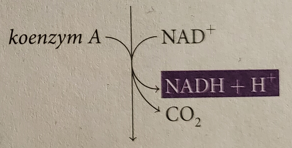 koenzym A NAD⁺
NADH + H⁺
CO₂